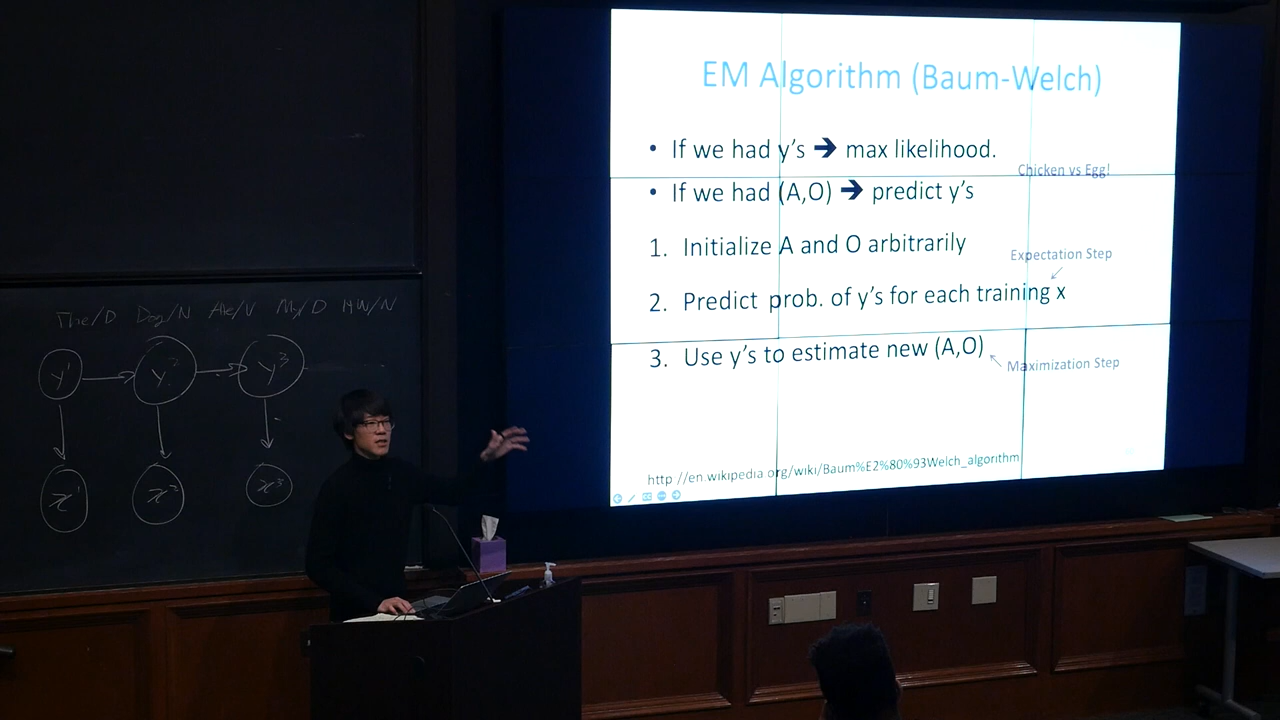 The/D Dog/N Ate/V My/D HW/N
y¹ y² y³
x¹ x² x³
EM Algorithm (Baum-Welch)
• If we had y's ➔ max likelihood.
Chicken vs Egg!
• If we had (A,O) ➔ predict y's
1. Initialize A and O arbitrarily
Expectation Step
2. Predict prob. of y's for each training x
3. Use y's to estimate new (A,O)
Maximization Step
http://en.wikipedia.org/wiki/Baum%E2%80%93Welch_algorithm